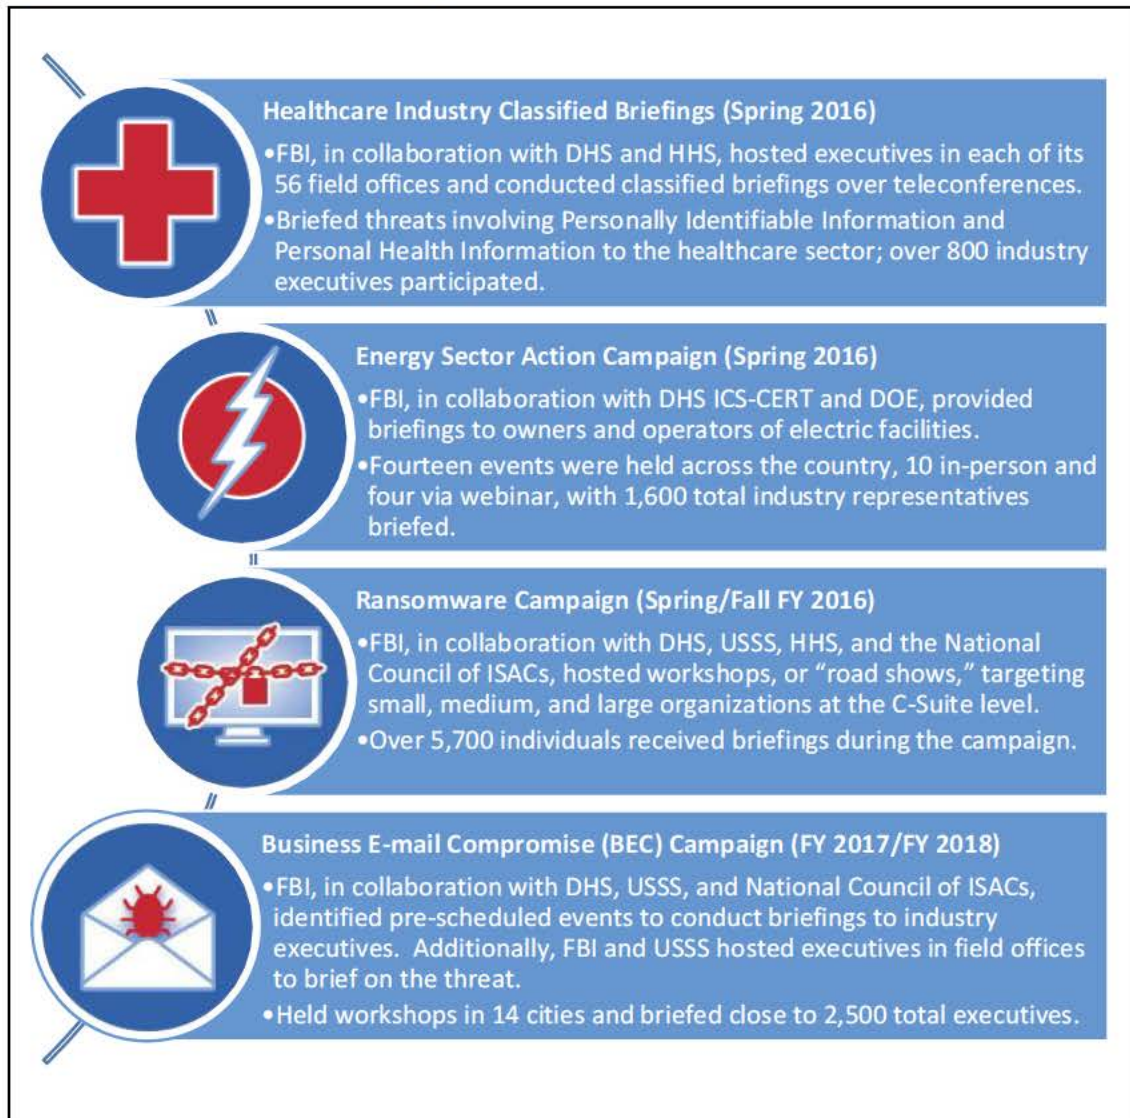 Healthcare Industry Classified Briefings (Spring 2016)
•FBI, in collaboration with DHS and HHS, hosted executives in each of its
56 field offices and conducted classified briefings over teleconferences.
•Briefed threats involving Personally Identifiable Information and
Personal Health Information to the healthcare sector; over 800 industry
executives participated.
Energy Sector Action Campaign (Spring 2016)
•FBI, in collaboration with DHS ICS-CERT and DOE, provided
briefings to owners and operators of electric facilities.
•Fourteen events were held across the country, 10 in-person and
four via webinar, with 1,600 total industry representatives
briefed.
Ransomware Campaign (Spring/Fall FY 2016)
•FBI, in collaboration with DHS, USSS, HHS, and the National
Council of ISACs, hosted workshops, or “road shows,” targeting
small, medium, and large organizations at the C-Suite level.
•Over 5,700 individuals received briefings during the campaign.
Business E-mail Compromise (BEC) Campaign (FY 2017/FY 2018)
•FBI, in collaboration with DHS, USSS, and National Council of ISACs,
identified pre-scheduled events to conduct briefings to industry
executives.  Additionally, FBI and USSS hosted executives in field offices
to brief on the threat.
•Held workshops in 14 cities and briefed close to 2,500 total executives.